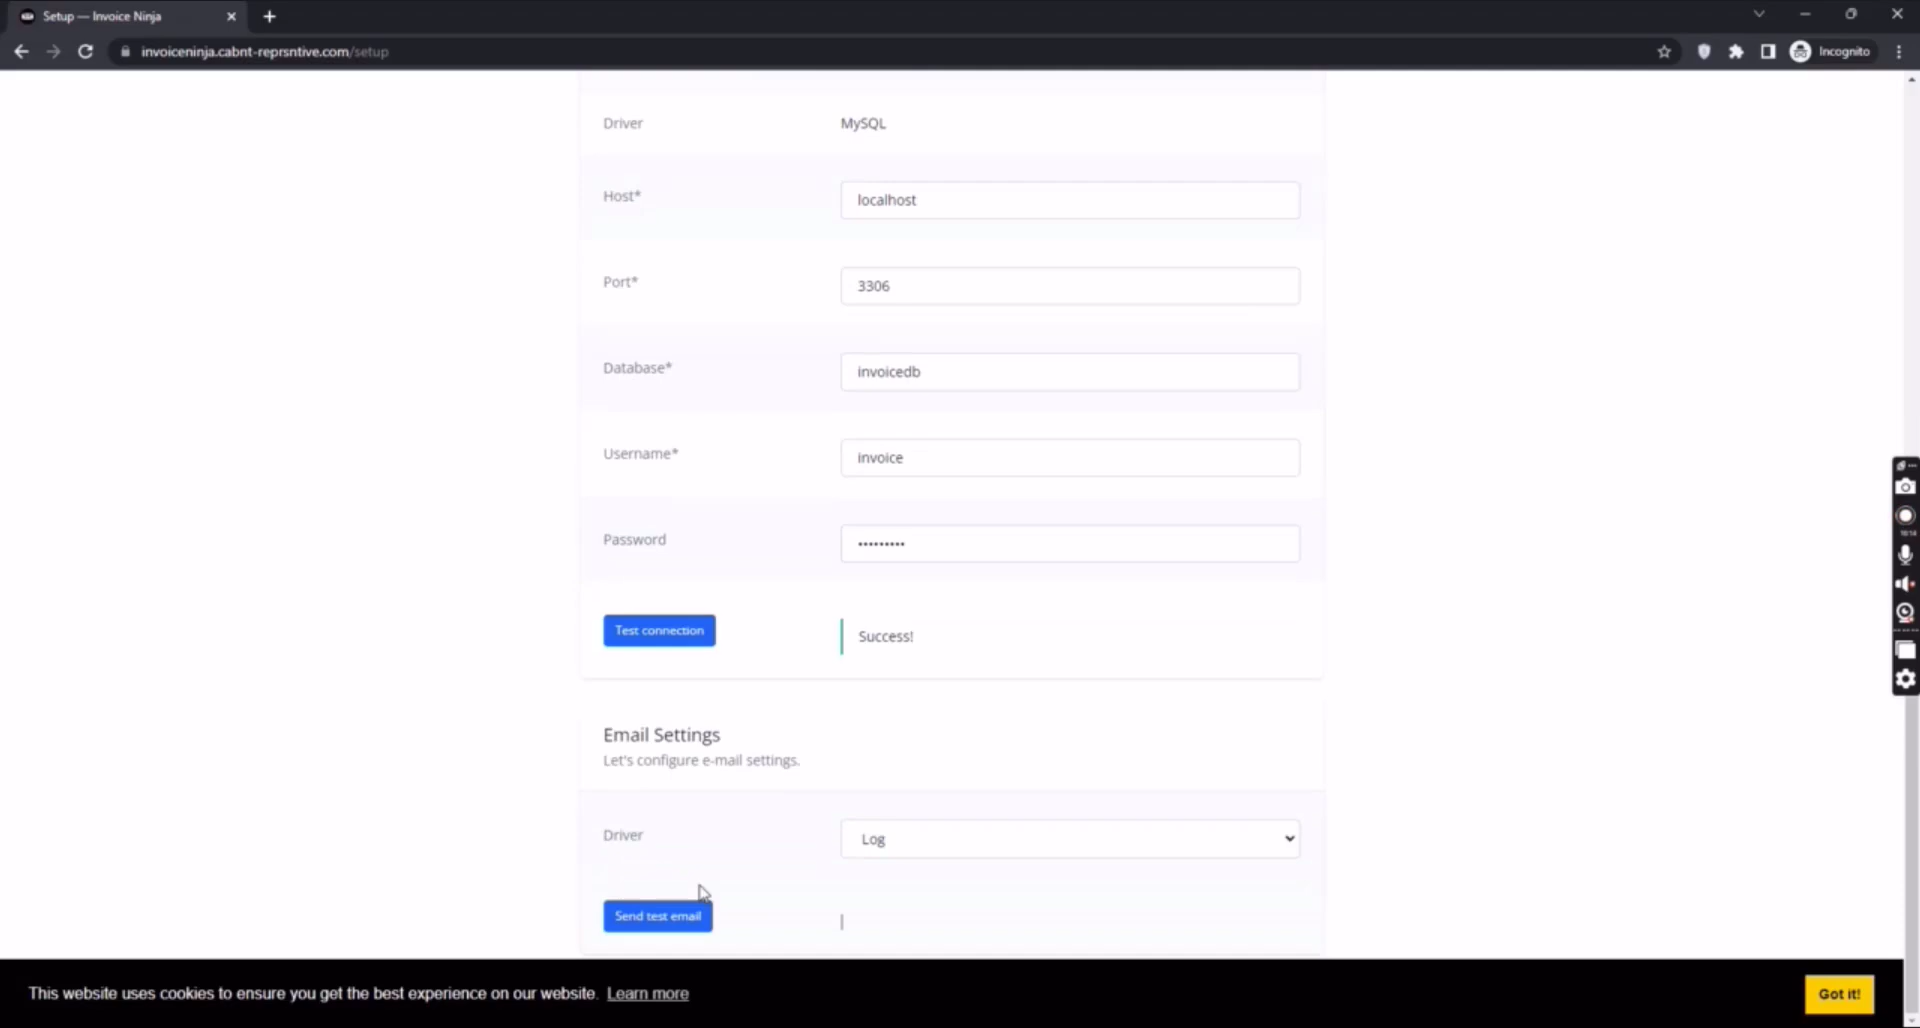 Setup — Invoice Ninja
invoiceninja.cabnt-reprsntive.com/setup
Incognito
Driver
MySQL
Host*
localhost
Port*
3306
Database*
invoicedb
Username*
invoice
Password
•••••••••
Test connection
Success!
10:14
Email Settings
Let's configure e-mail settings.
Driver
Log
Send test email
This website uses cookies to ensure you get the best experience on our website. Learn more
Got it!